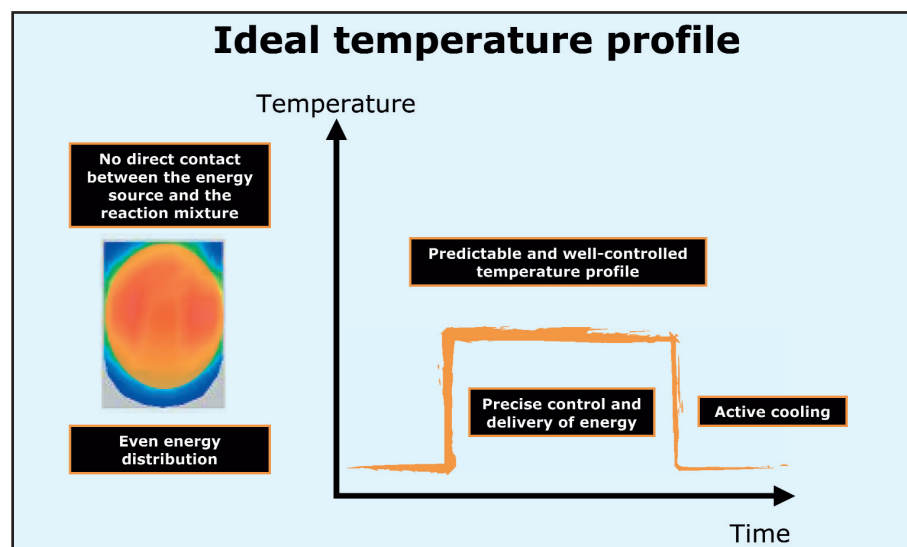 Ideal temperature profile
Temperature
No direct contact
between the energy
source and the
reaction mixture
Predictable and well-controlled
temperature profile
Precise control and
delivery of energy
Active cooling
Even energy
distribution
Time